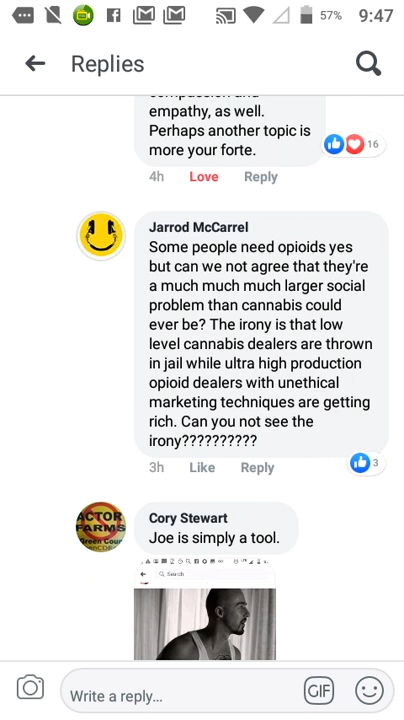 57% 9:47
Replies
empathy, as well.
Perhaps another topic is
more your forte.
16
4h Love Reply
Jarrod McCarrel
Some people need opioids yes
but can we not agree that they're
a much much much larger social
problem than cannabis could
ever be? The irony is that low
level cannabis dealers are thrown
in jail while ultra high production
opioid dealers with unethical
marketing techniques are getting
rich. Can you not see the
irony??????????
3h Like Reply
3
ACTOR
FARMS
Green
Cory Stewart
Joe is simply a tool.
Search
Write a reply...
GIF